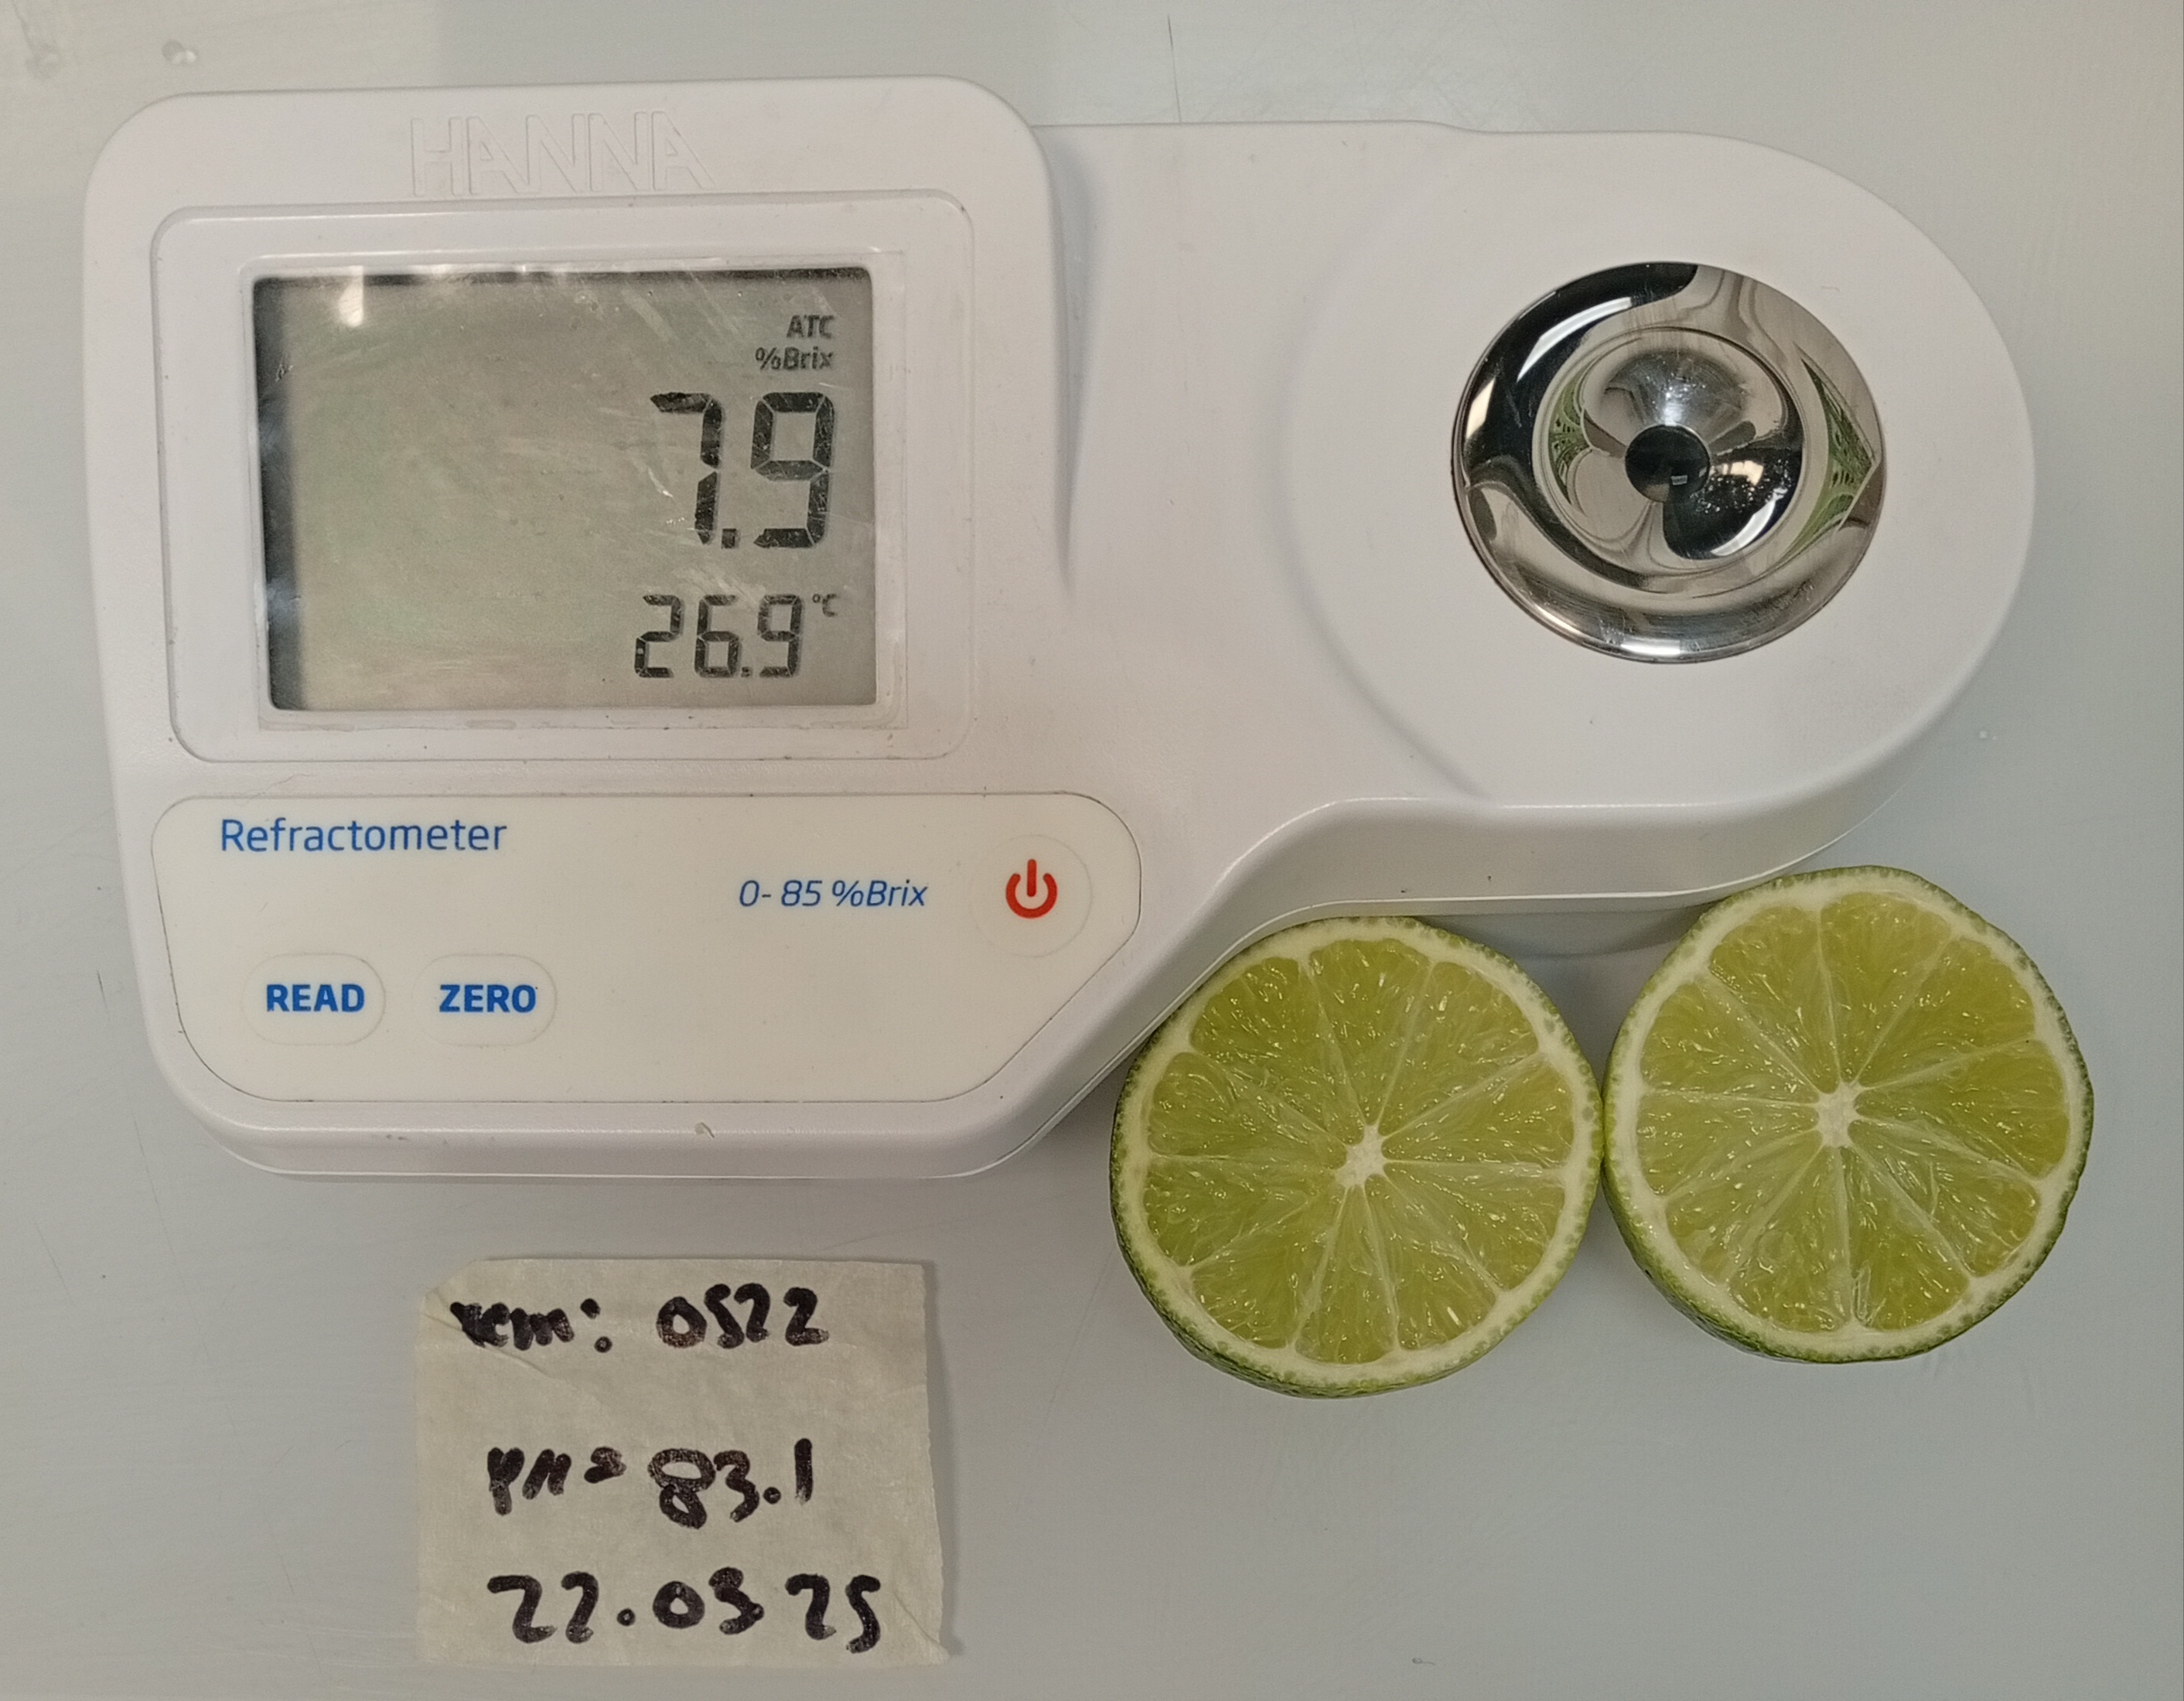 HANNA
ATC
%Brix
7.9
26.9 °C
Refractometer
0- 85 %Brix
READ ZERO
0522
83.1
22.03.25